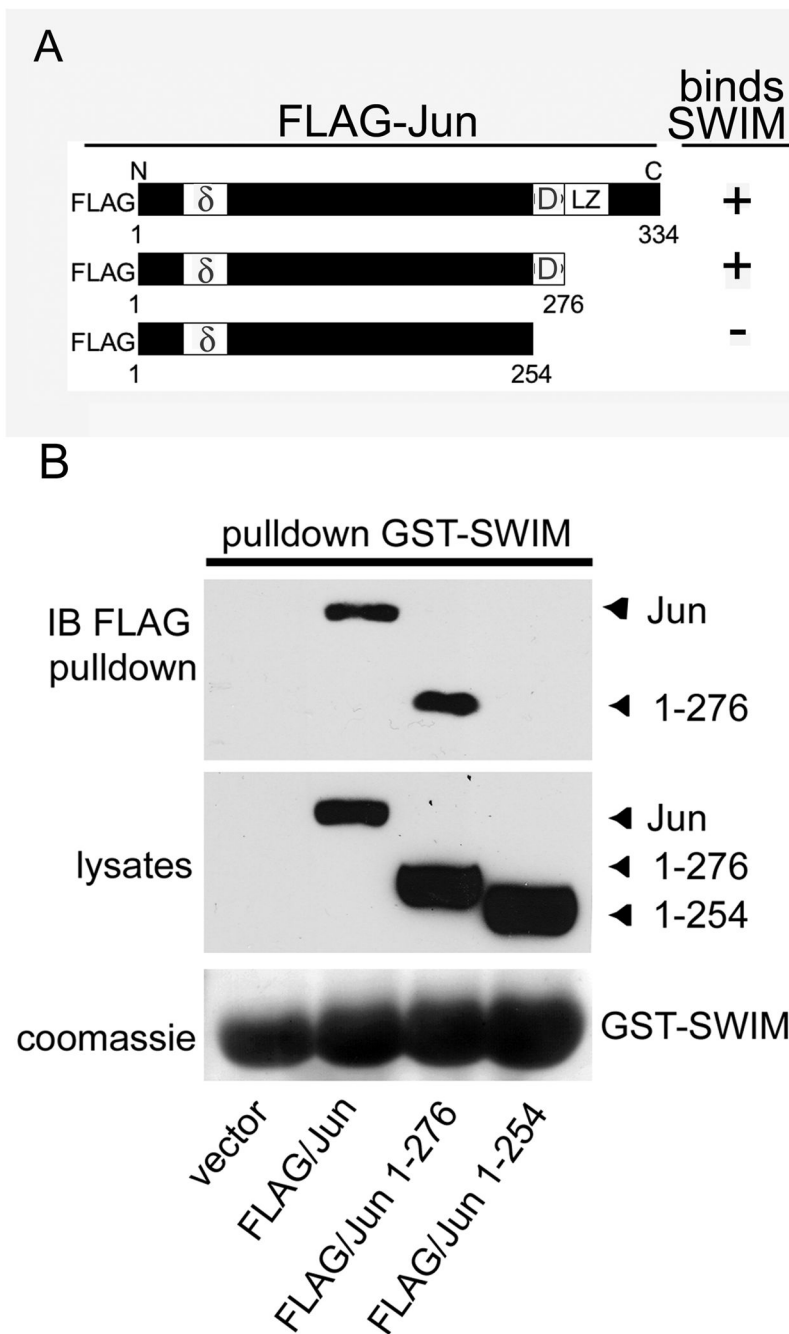 A
FLAG-Jun
binds
SWIM
N
C
FLAG
δ
D
LZ
+
1
334
FLAG
δ
D
+
1
276
FLAG
δ
-
1
254
B
pulldown GST-SWIM
IB FLAG
pulldown
Jun
1-276
lysates
Jun
1-276
1-254
coomassie
GST-SWIM
vector
FLAG/Jun
FLAG/Jun 1-276
FLAG/Jun 1-254